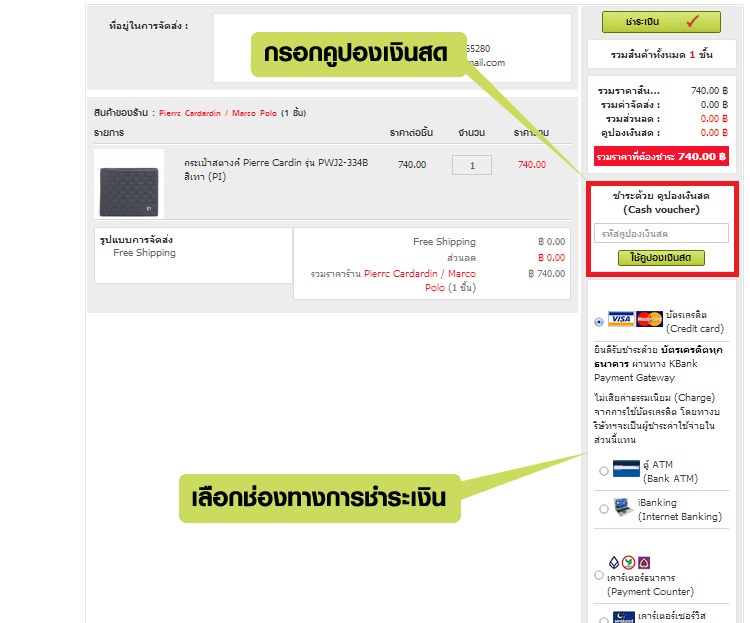 ที่อยู่ในการจัดส่ง :
55280
mail.com
กรอกคูปองเงินสด
สินค้าของร้าน : Pierrc Cardardin / Marco Polo (1 ชิ้น)
รายการ ราคาต่อชิ้น จำนวน
กระเป๋าสตางค์ Pierre Cardin รุ่น PWJ2-334B
สีเทา (PI)
740.00 1 740.00
รูปแบบการจัดส่ง
Free Shipping
Free Shipping ฿ 0.00
ส่วนลด ฿ 0.00
รวมราคาร้าน Pierrc Cardardin / Marco
Polo (1 ชิ้น) ฿ 740.00
เลือกช่องทางการชำระเงิน
ชำระเงิน
รวมสินค้าทั้งหมด 1 ชิ้น
รวมราคาสิน... 740.00 ฿
รวมค่าจัดส่ง : 0.00 ฿
รวมส่วนลด : 0.00 ฿
คูปองเงินสด : 0.00 ฿
รวมราคาที่ต้องชำระ 740.00 ฿
ชำระด้วย คูปองเงินสด
(Cash voucher)
รหัสคูปองเงินสด
ใช้คูปองเงินสด
VISA MasterCard บัตรเครดิต
(Credit card)
ยินดีรับชำระด้วย บัตรเครดิตทุก
ธนาคาร ผ่านทาง KBank
Payment Gateway
ไม่เสียค่าธรรมเนียม (Charge)
จากการใช้บัตรเครดิต โดยทางบ
ริษัทฯจะเป็นผู้ชำระค่าใช้จ่ายใน
ส่วนนี้แทน
ตู้ ATM
(Bank ATM)
iBanking
(Internet Banking)
เคาร์เตอร์ธนาคาร
(Payment Counter)
เคาร์เตอร์เซอร์วิส